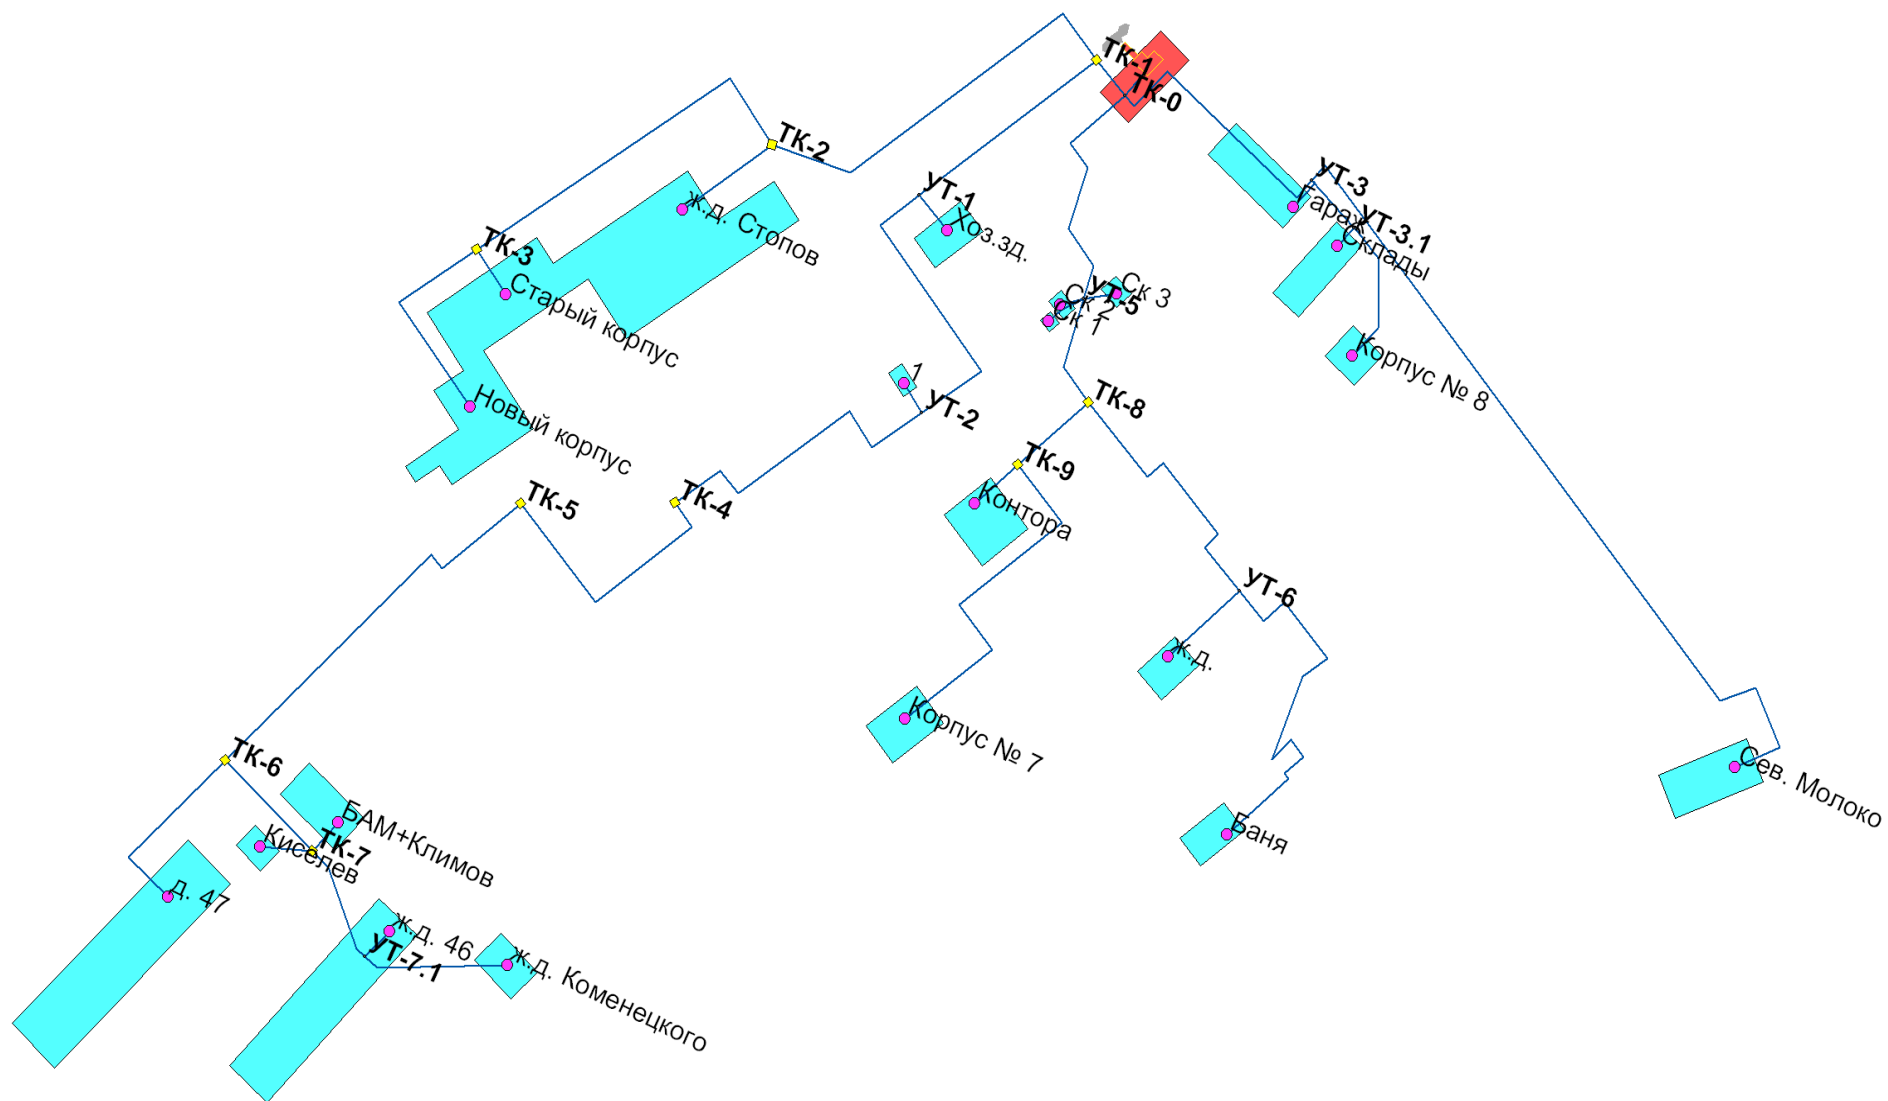 ТК-1
ТК-0
ТК-2
УТ-3
УТ-1
ж.д. Стопов
Гараж
УТ-3.1
Хоз.зд.
Склады
ТК-3
Старый корпус
Ск 3
УТ-5
Ск 2
Ск 1
Корпус № 8
1
УТ-2
ТК-8
Новый корпус
ТК-9
Контора
ТК-5
ТК-4
УТ-6
ж.д.
Корпус № 7
ТК-6
Сев. Молоко
БАМ+Климов
Киселев
ТК-7
Баня
д. 47
ж.д. 46
УТ-7.1
ж.д. Коменецкого